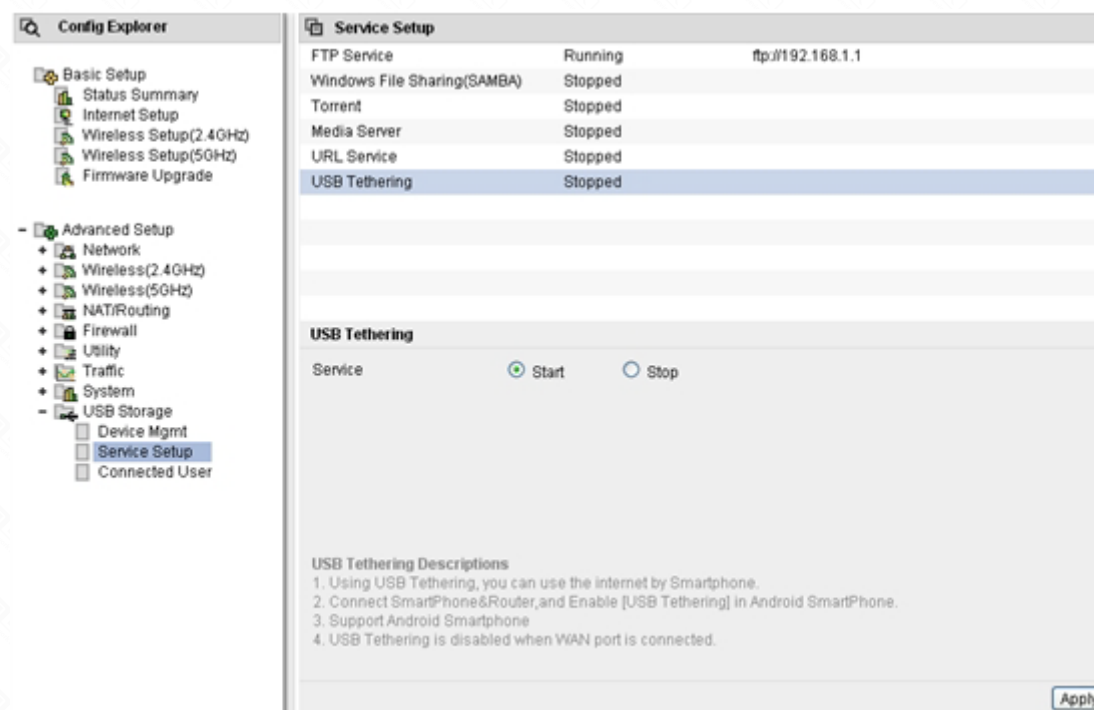 Config Explorer
Basic Setup
Status Summary
Internet Setup
Wireless Setup(2.4GHz)
Wireless Setup(5GHz)
Firmware Upgrade
Advanced Setup
Network
Wireless(2.4GHz)
Wireless(5GHz)
NAT/Routing
Firewall
Utility
Traffic
System
USB Storage
Device Mgmt
Service Setup
Connected User
Service Setup
FTP Service Running ftp://192.168.1.1
Windows File Sharing(SAMBA) Stopped
Torrent Stopped
Media Server Stopped
URL Service Stopped
USB Tethering Stopped
USB Tethering
Service Start Stop
USB Tethering Descriptions
1. Using USB Tethering, you can use the internet by Smartphone.
2. Connect SmartPhone&Router,and Enable [USB Tethering] in Android SmartPhone.
3. Support Android Smartphone
4. USB Tethering is disabled when WAN port is connected.
Apply